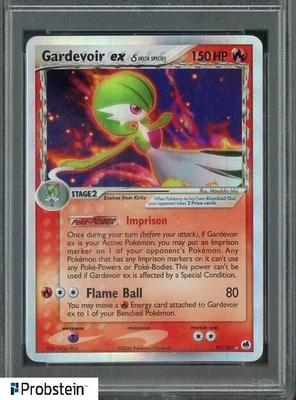 Gardevoir ex δ DELTA SPECIES 150 HP
Illus. Masahiko Ishii
STAGE 2 Evolves from Kirlia
When Pokémon-ex has been Knocked Out, your opponent takes 2 Prize cards.
POKé-POWER Imprison
Once during your turn (before your attack), if Gardevoir
ex is your Active Pokémon, you may put an Imprison
marker on 1 of your opponent's Pokémon. Any
Pokémon that has any Imprison markers on it can't use
any Poké-Powers or Poké-Bodies. This power can't be
used if Gardevoir ex is affected by a Special Condition.
Flame Ball 80
You may move a Energy card attached to Gardevoir
ex to 1 of your Benched Pokémon.
weakness resistance retreat cost
©2006 Pokémon/Nintendo
Probstein